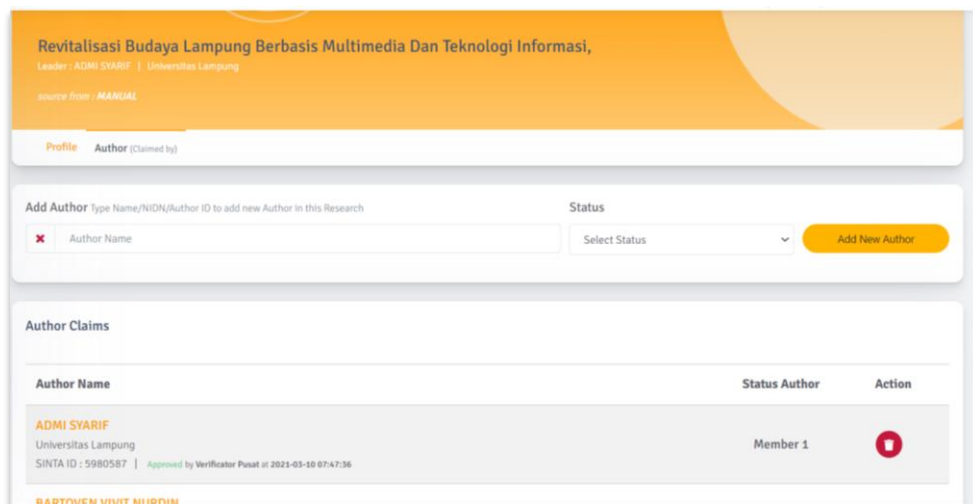 Revitalisasi Budaya Lampung Berbasis Multimedia Dan Teknologi Informasi,
Leader : ADMI SYARIF | Universitas Lampung
source from : MANUAL
Profile Author (Claimed by)
Add Author Type Name/NIDN/Author ID to add new Author in this Research Status
Author Name Select Status Add New Author
Author Claims
Author Name Status Author Action
ADMI SYARIF
Universitas Lampung Member 1
SINTA ID : 5980587 | Approved by Verificator Pusat at 2021-03-10 07:47:36
BARTOVEN VIVIT NURDIN